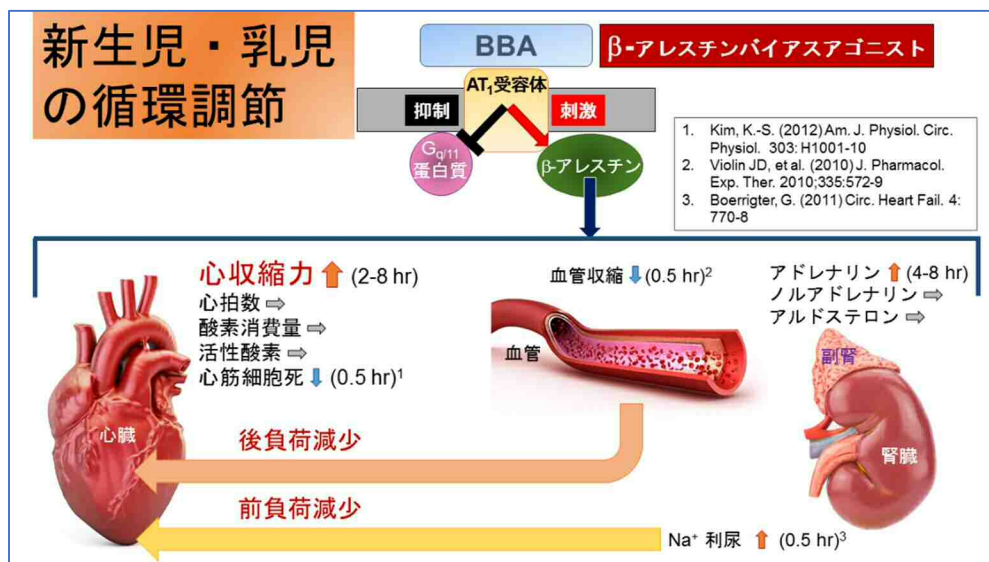 新生児・乳児
の循環調節
BBA
β-アレスチンバイアスアゴニスト
AT₁受容体
抑制
刺激
Gq/11
蛋白質
β-アレスチン
1. Kim, K.-S. (2012) Am. J. Physiol. Circ.
Physiol. 303: H1001-10
2. Violin JD, et al. (2010) J. Pharmacol.
Exp. Ther. 2010;335:572-9
3. Boerrigter, G. (2011) Circ. Heart Fail. 4:
770-8
心収縮力 ⬆ (2-8 hr)
心拍数 ⇨
酸素消費量 ⇨
活性酸素 ⇨
心筋細胞死 ⬇ (0.5 hr)¹
心臓
血管収縮 ⬇ (0.5 hr)²
血管
アドレナリン ⬆ (4-8 hr)
ノルアドレナリン ⇨
アルドステロン ⇨
副腎
腎臓
後負荷減少
前負荷減少
Na⁺ 利尿 ⬆ (0.5 hr)³